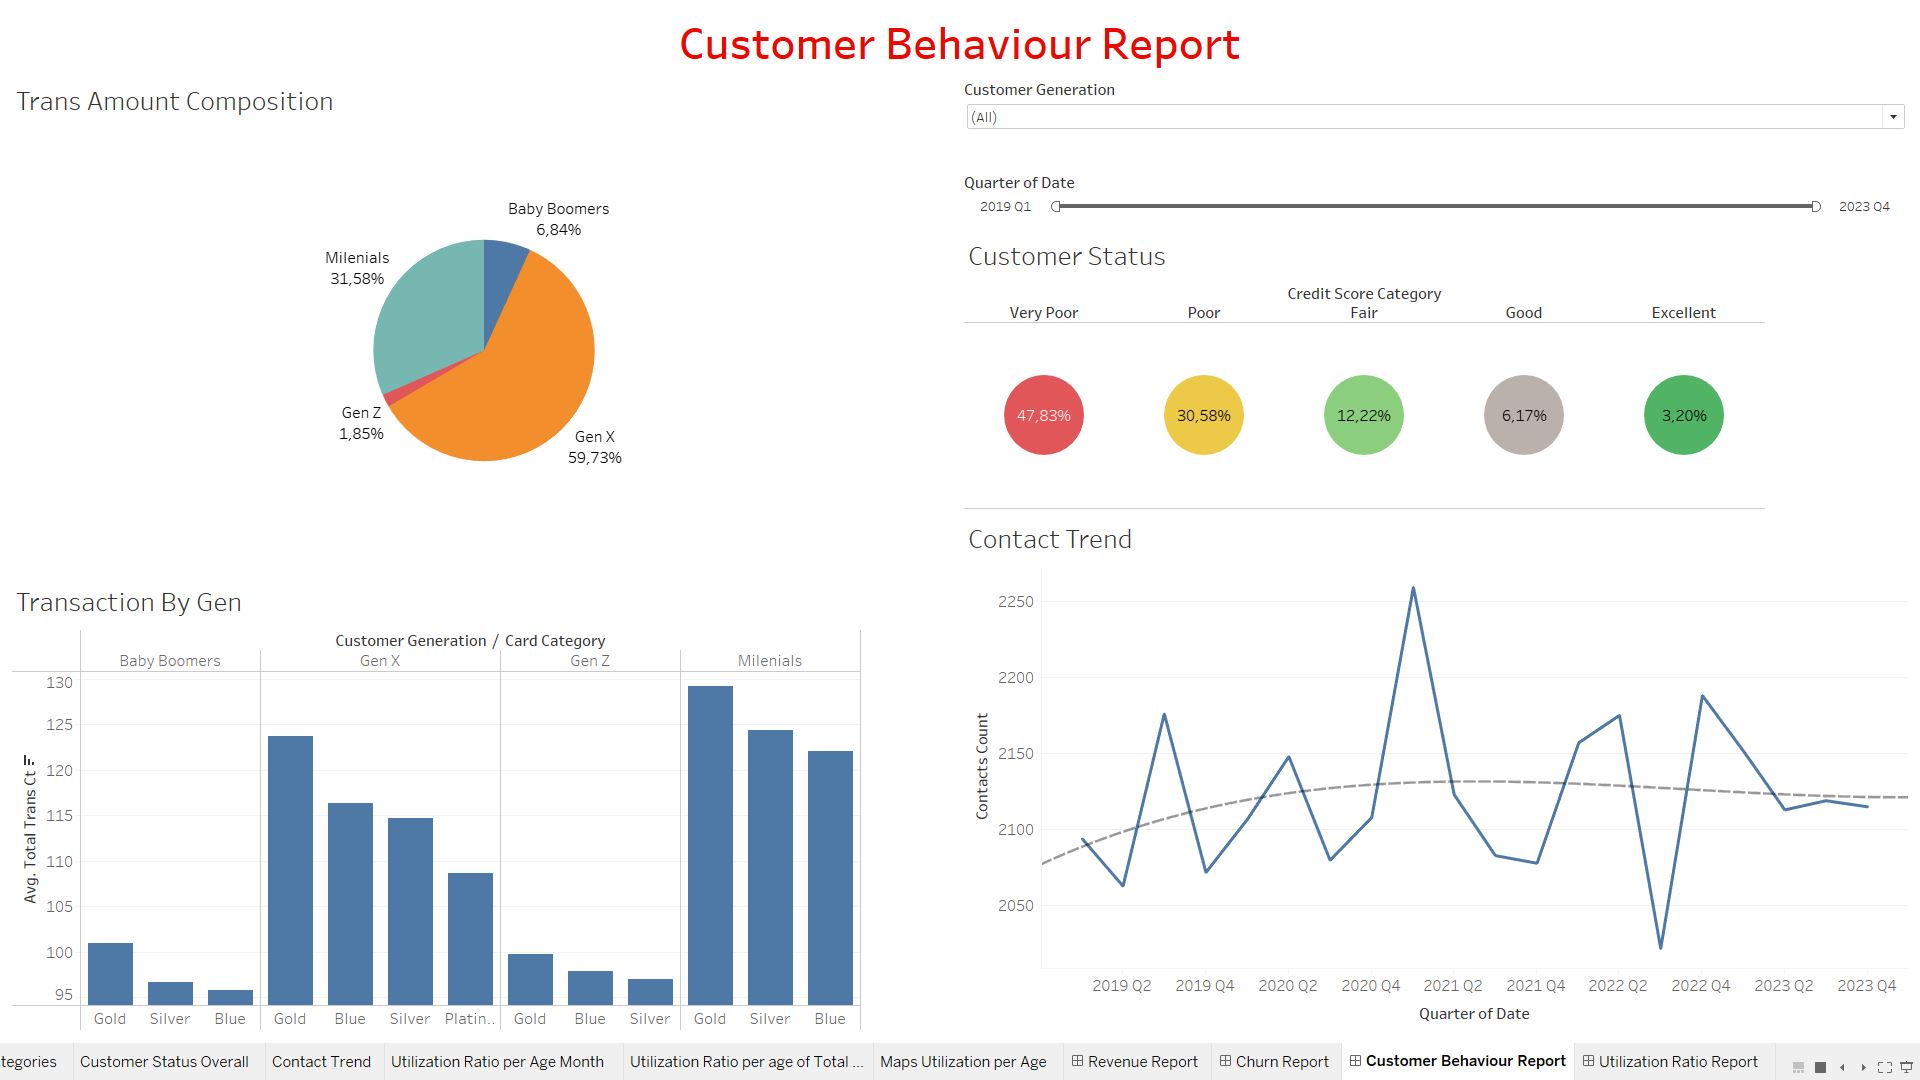 Customer Behaviour Report
Trans Amount Composition
Baby Boomers
6,84%
Milenials
31,58%
Gen Z
1,85%
Gen X
59,73%
Customer Generation
(All)
Quarter of Date
2019 Q1
2023 Q4
Customer Status
Credit Score Category
Very Poor Poor Fair Good Excellent
47,83% 30,58% 12,22% 6,17% 3,20%
Transaction By Gen
Customer Generation / Card Category
Baby Boomers Gen X Gen Z Milenials
Avg. Total Trans Ct
130
125
120
115
110
105
100
95
Gold Silver Blue Gold Blue Silver Platin.. Gold Blue Silver Gold Silver Blue
Contact Trend
Contacts Count
2250
2200
2150
2100
2050
2019 Q2 2019 Q4 2020 Q2 2020 Q4 2021 Q2 2021 Q4 2022 Q2 2022 Q4 2023 Q2 2023 Q4
Quarter of Date
tegories Customer Status Overall Contact Trend Utilization Ratio per Age Month Utilization Ratio per age of Total ... Maps Utilization per Age Revenue Report Churn Report Customer Behaviour Report Utilization Ratio Report